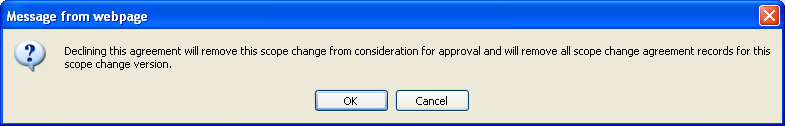 Message from webpage
Declining this agreement will remove this scope change from consideration for approval and will remove all scope change agreement records for this
scope change version.
OK
Cancel